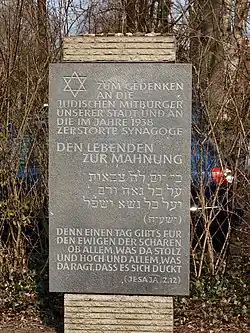 ZUM GEDENKEN
AN DIE
JÜDISCHEN MITBÜRGER
UNSERER STADT UND AN
DIE IM JAHRE 1938
ZERSTÖRTE SYNAGOGE
DEN LEBENDEN
ZUR MAHNUNG
כי יום לה׳ צבאות
על כל גאה ורם
ועל כל נשא ושפל
(ישעיה)
DENN EINEN TAG GIBTS FÜR
DEN EWIGEN DER SCHAREN
OB ALLEM, WAS DA STOLZ
UND HOCH UND ALLEM, WAS
DA RAGT, DASS ES SICH DUCKT
(JESAJA, 2.12)